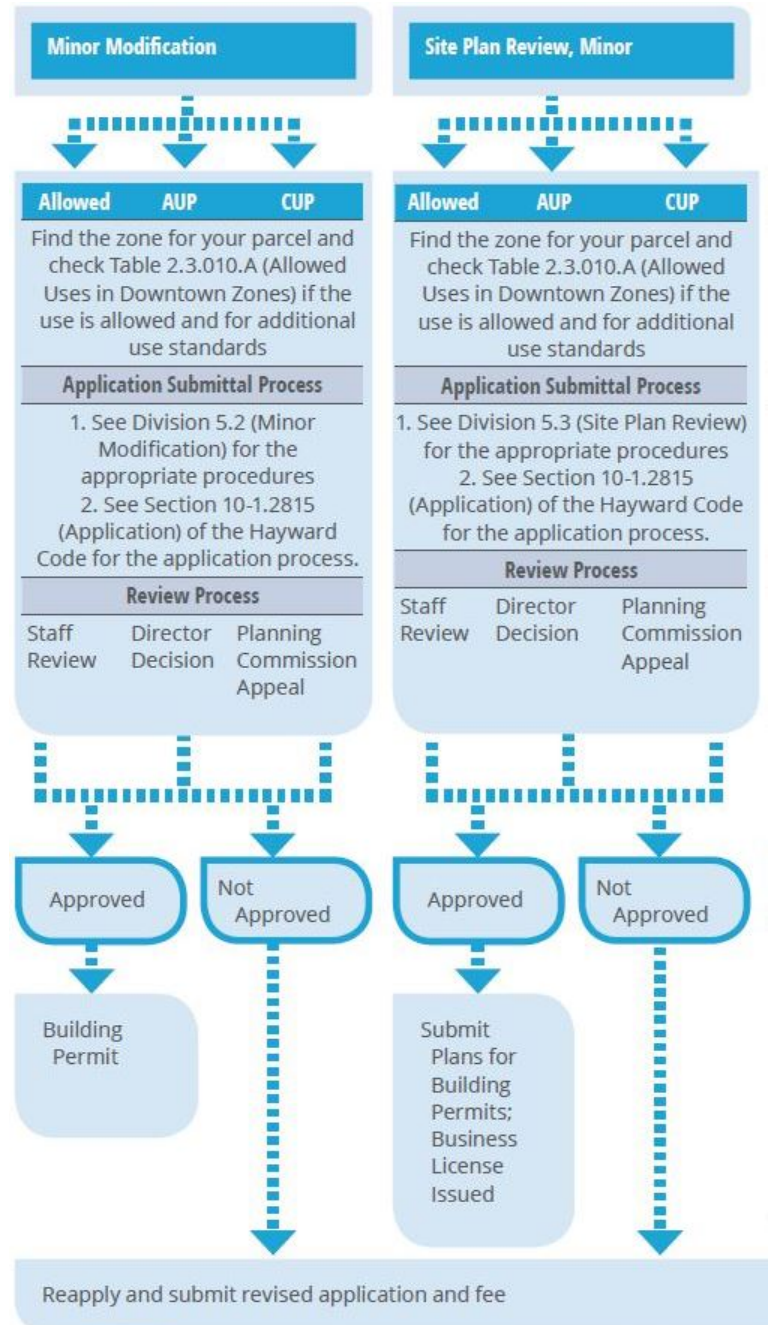 Minor Modification
Allowed AUP CUP
Find the zone for your parcel and
check Table 2.3.010.A (Allowed
Uses in Downtown Zones) if the
use is allowed and for additional
use standards
Application Submittal Process
1. See Division 5.2 (Minor
Modification) for the
appropriate procedures
2. See Section 10-1.2815
(Application) of the Hayward
Code for the application process.
Review Process
Staff
Review
Director
Decision
Planning
Commission
Appeal
Approved
Not
Approved
Building
Permit
Site Plan Review, Minor
Allowed AUP CUP
Find the zone for your parcel and
check Table 2.3.010.A (Allowed
Uses in Downtown Zones) if the
use is allowed and for additional
use standards
Application Submittal Process
1. See Division 5.3 (Site Plan Review)
for the appropriate procedures
2. See Section 10-1.2815
(Application) of the Hayward Code
for the application process.
Review Process
Staff
Review
Director
Decision
Planning
Commission
Appeal
Approved
Not
Approved
Submit
Plans for
Building
Permits;
Business
License
Issued
Reapply and submit revised application and fee